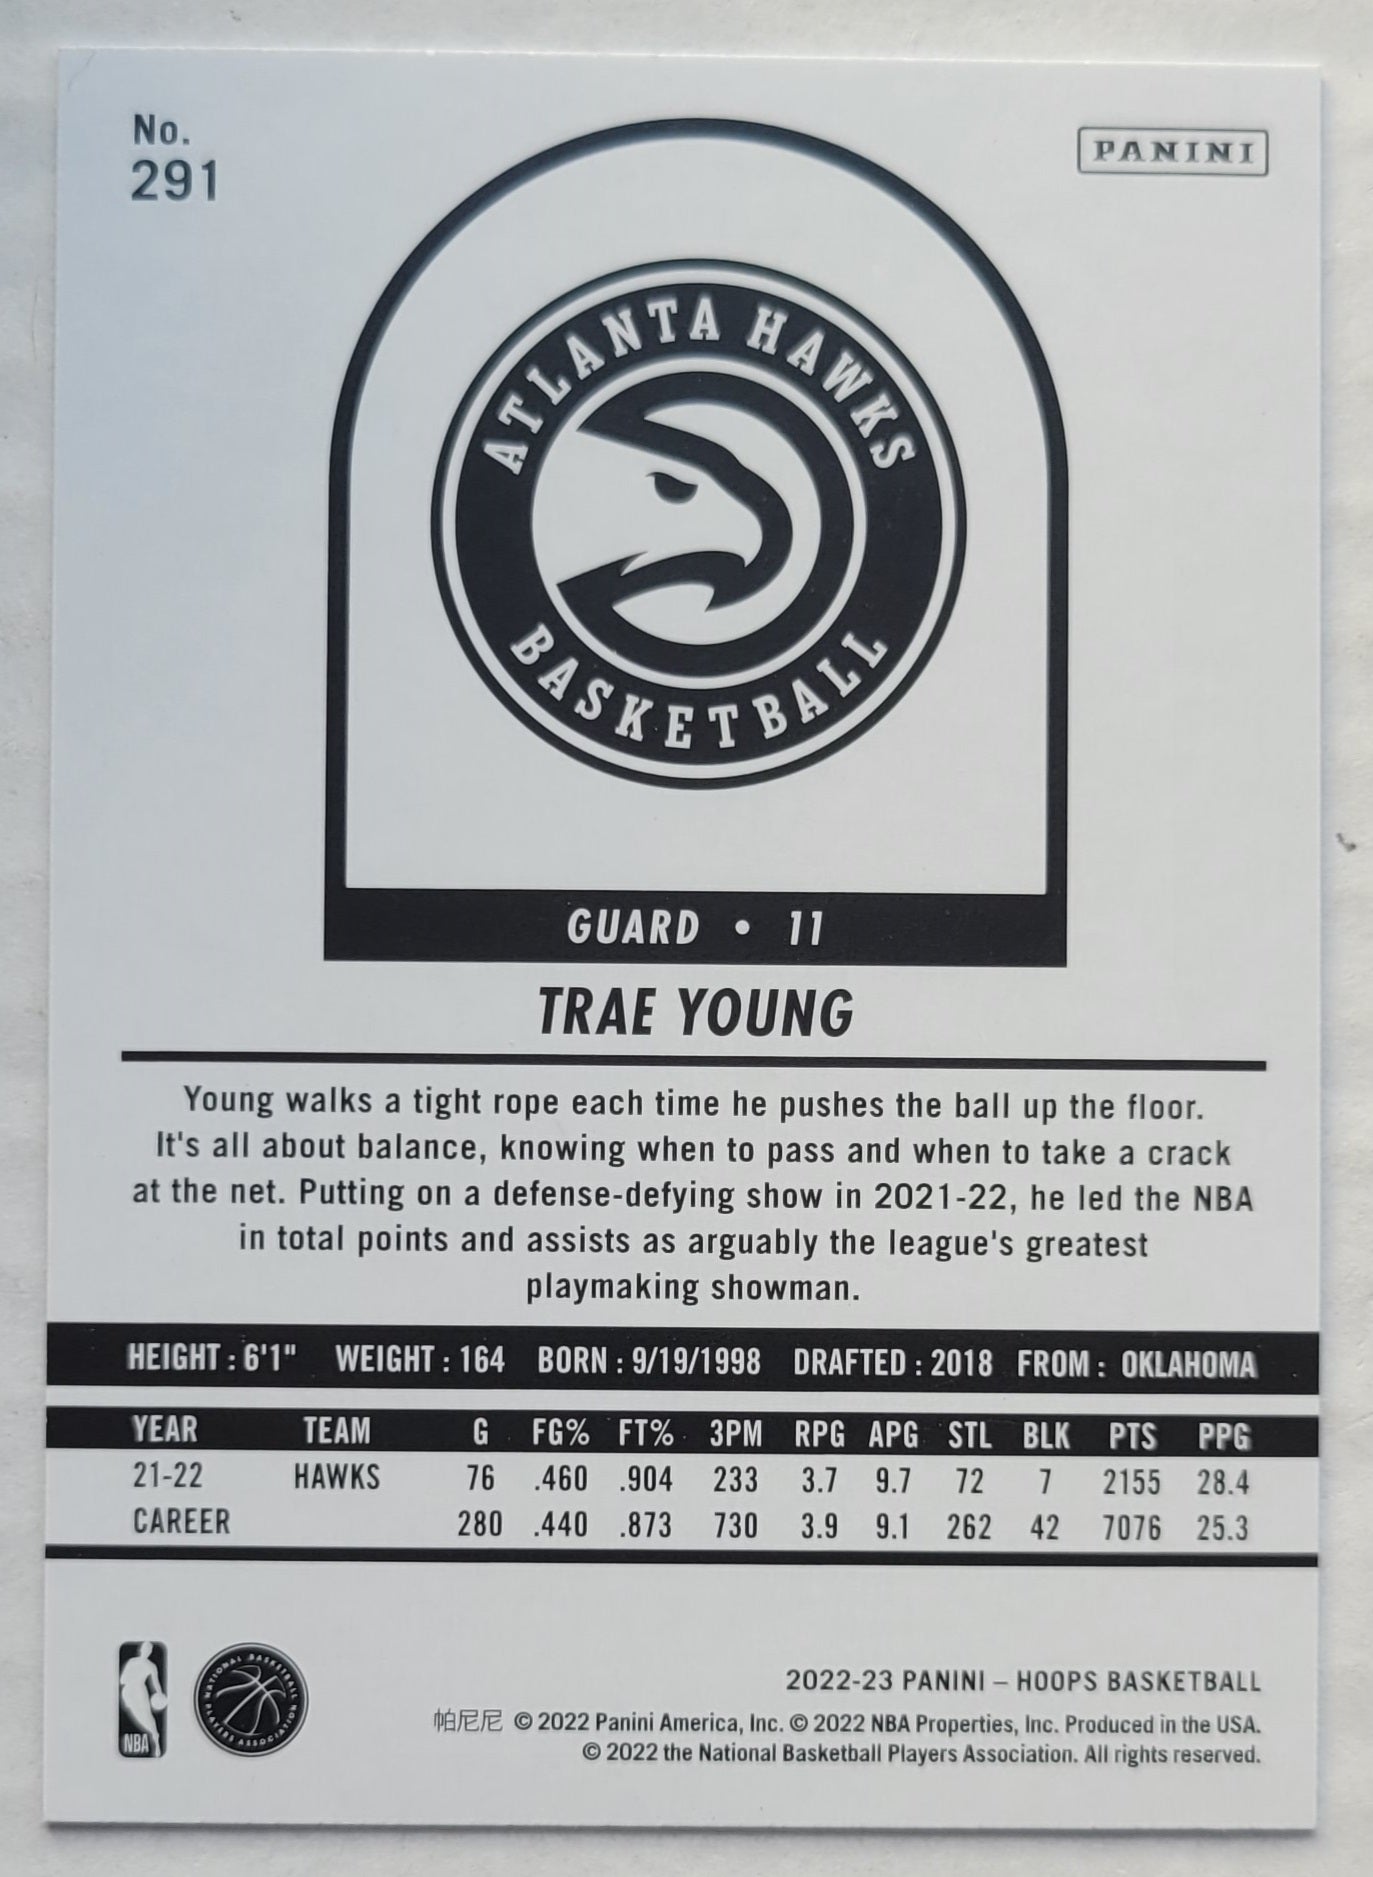 No.
291
PANINI
ATLANTA HAWKS
BASKETBALL
GUARD • 11
TRAE YOUNG
Young walks a tight rope each time he pushes the ball up the floor.
It's all about balance, knowing when to pass and when to take a crack
at the net. Putting on a defense-defying show in 2021-22, he led the NBA
in total points and assists as arguably the league's greatest
playmaking showman.
HEIGHT : 6'1" WEIGHT : 164 BORN : 9/19/1998 DRAFTED : 2018 FROM : OKLAHOMA
YEAR TEAM G FG% FT% 3PM RPG APG STL BLK PTS PPG
21-22 HAWKS 76 .460 .904 233 3.7 9.7 72 7 2155 28.4
CAREER 280 .440 .873 730 3.9 9.1 262 42 7076 25.3
NBA
NATIONAL BASKETBALL
PLAYERS ASSOCIATION
2022-23 PANINI – HOOPS BASKETBALL
帕尼尼 © 2022 Panini America, Inc. © 2022 NBA Properties, Inc. Produced in the USA.
© 2022 the National Basketball Players Association. All rights reserved.